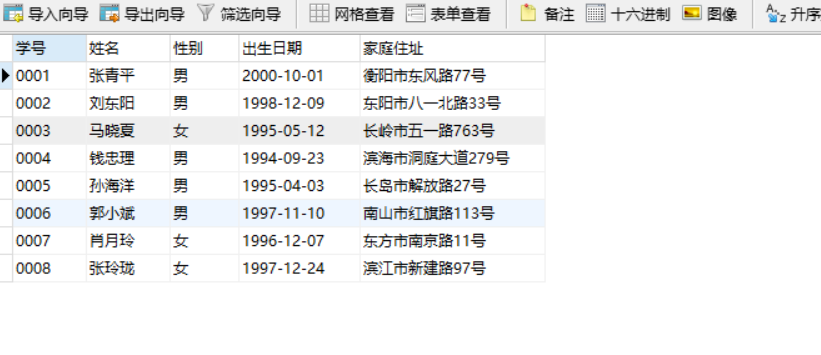 导入向导 导出向导 筛选向导 网格查看 表单查看 备注 十六进制 图像 升序
学号 姓名 性别 出生日期 家庭住址
0001 张青平 男 2000-10-01 衡阳市东风路77号
0002 刘东阳 男 1998-12-09 东阳市八一北路33号
0003 马晓夏 女 1995-05-12 长岭市五一路763号
0004 钱忠理 男 1994-09-23 滨海市洞庭大道279号
0005 孙海洋 男 1995-04-03 长岛市解放路27号
0006 郭小斌 男 1997-11-10 南山市红旗路113号
0007 肖月玲 女 1996-12-07 东方市南京路11号
0008 张玲珑 女 1997-12-24 滨江市新建路97号